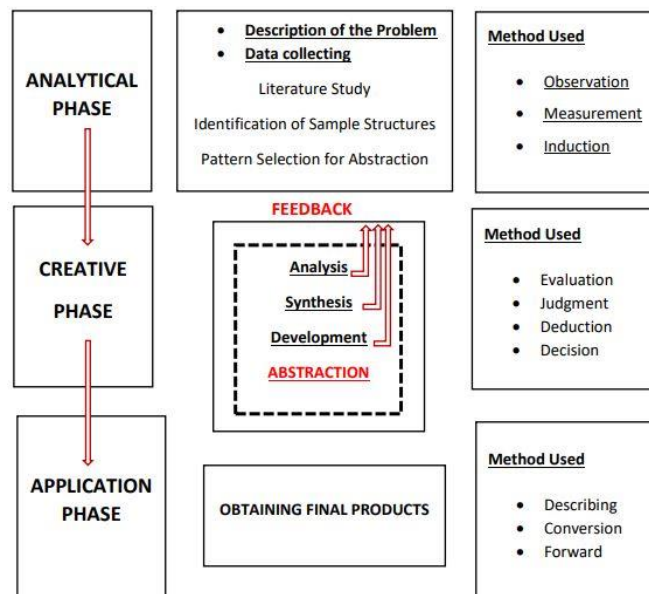 ANALYTICAL
PHASE
Description of the Problem
Data collecting
Literature Study
Identification of Sample Structures
Pattern Selection for Abstraction
Method Used
Observation
Measurement
Induction
FEEDBACK
CREATIVE
PHASE
Analysis
Synthesis
Development
ABSTRACTION
Method Used
Evaluation
Judgment
Deduction
Decision
APPLICATION
PHASE
OBTAINING FINAL PRODUCTS
Method Used
Describing
Conversion
Forward